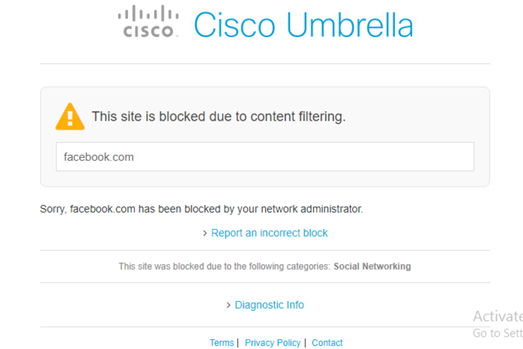 CISCO Cisco Umbrella
This site is blocked due to content filtering.
facebook.com
Sorry, facebook.com has been blocked by your network administrator.
> Report an incorrect block
This site was blocked due to the following categories: Social Networking
> Diagnostic Info
Activate
Go to Sett
Terms | Privacy Policy | Contact